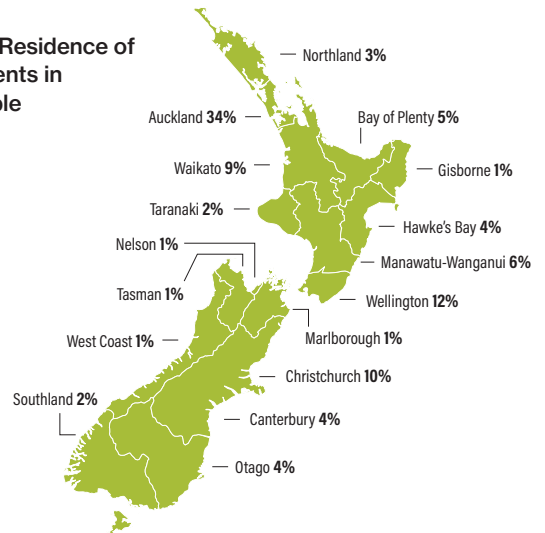 Residence of
in
Northland 3%
Auckland 34%
Bay of Plenty 5%
Waikato 9%
Gisborne 1%
Taranaki 2%
Hawke's Bay 4%
Nelson 1%
Manawatu-Wanganui 6%
Tasman 1%
Wellington 12%
West Coast 1%
Marlborough 1%
Christchurch 10%
Southland 2%
Canterbury 4%
Otago 4%